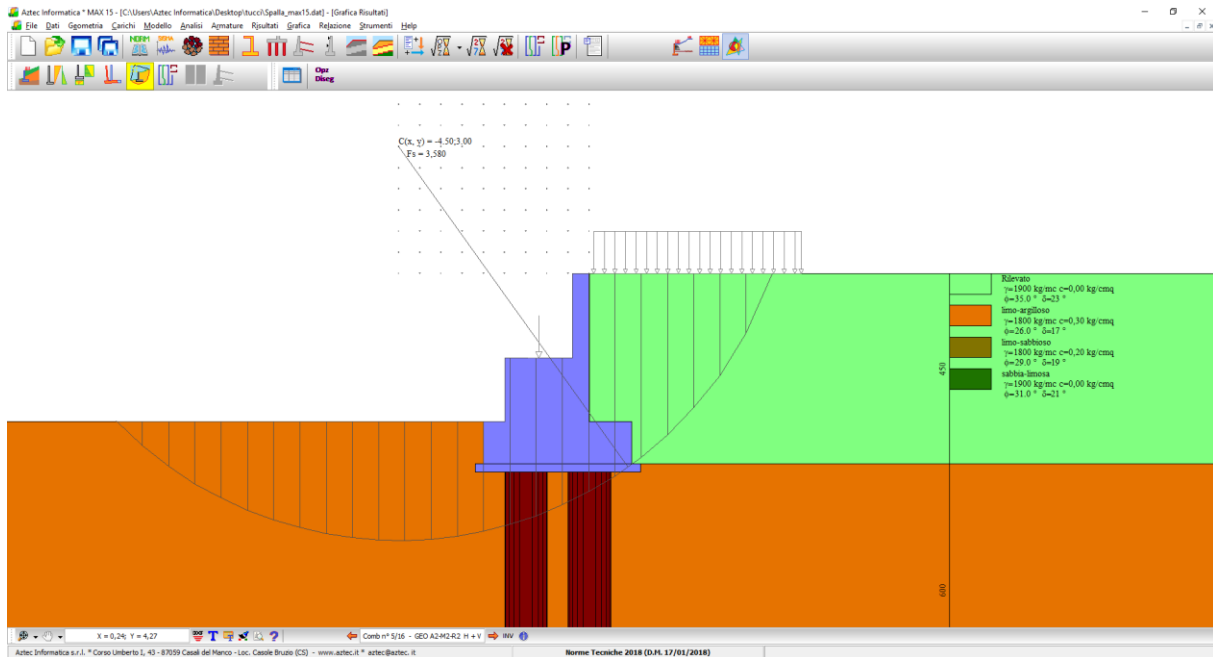 Aztec Informatica * MAX 15 - [C:\Users\Aztec Informatica\Desktop\tucci\Spalla_max15.dat] - [Grafica Risultati]
File Dati Geometria Carichi Modello Analisi Armature Risultati Grafica Relazione Strumenti Help
NORM
P
Opz
Diseg
C(x, y) = -4,50;3,00
Fs = 3,580
Rilevato
γ=1900 kg/mc c=0,00 kg/cmq
ϕ=35.0 ° δ=23 °
limo-argilloso
γ=1800 kg/mc c=0,30 kg/cmq
ϕ=26.0 ° δ=17 °
limo-sabbioso
γ=1800 kg/mc c=0,20 kg/cmq
ϕ=29.0 ° δ=19 °
sabbia-limosa
γ=1900 kg/mc c=0,00 kg/cmq
ϕ=31.0 ° δ=21 °
450
600
X = 0,24; Y = 4,27
T
?
Comb n° 5/16 - GEO A2-M2-R2 H + V
INV
Aztec Informatica s.r.l. * Corso Umberto I, 43 - 87059 Casali del Manco - Loc. Casole Bruzio (CS) - www.aztec.it * aztec@aztec. it
Norme Tecniche 2018 (D.M. 17/01/2018)